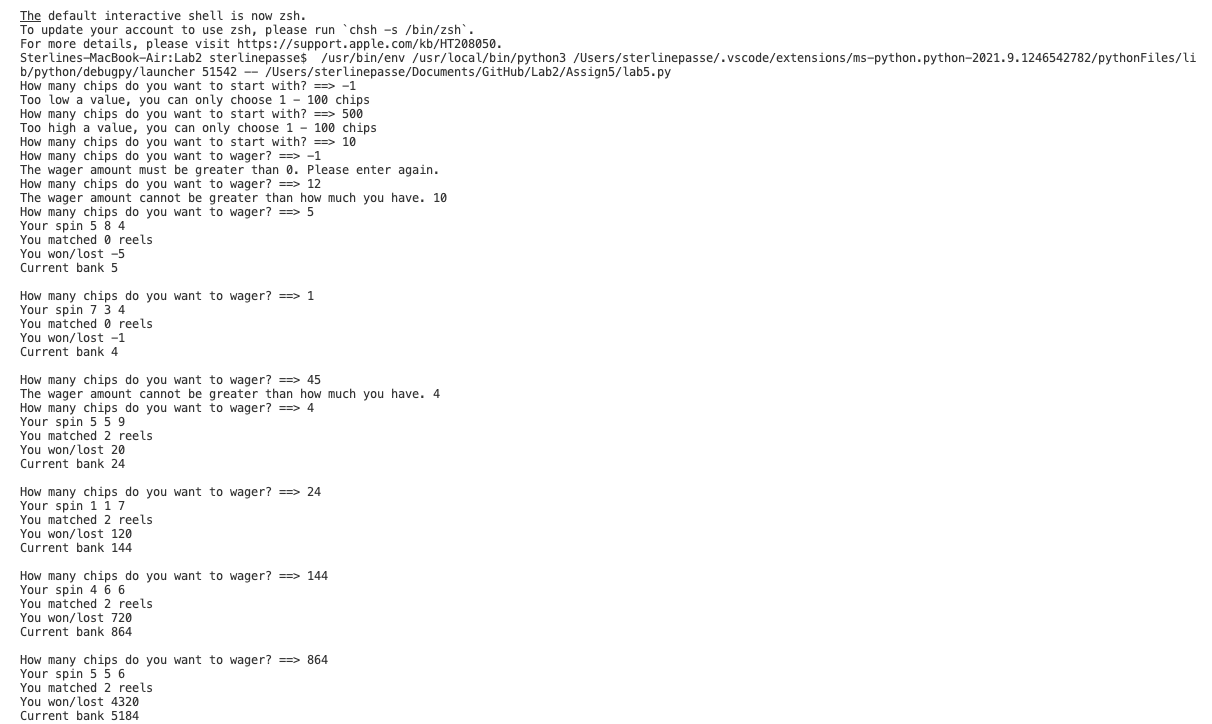 The default interactive shell is now zsh.
To update your account to use zsh, please run `chsh -s /bin/zsh`.
For more details, please visit https://support.apple.com/kb/HT208050.
Sterlines-MacBook-Air:Lab2 sterlinepasse$  /usr/bin/env /usr/local/bin/python3 /Users/sterlinepasse/.vscode/extensions/ms-python.python-2021.9.1246542782/pythonFiles/li
b/python/debugpy/launcher 51542 -- /Users/sterlinepasse/Documents/GitHub/Lab2/Assign5/lab5.py
How many chips do you want to start with? ==> -1
Too low a value, you can only choose 1 - 100 chips
How many chips do you want to start with? ==> 500
Too high a value, you can only choose 1 - 100 chips
How many chips do you want to start with? ==> 10
How many chips do you want to wager? ==> -1
The wager amount must be greater than 0. Please enter again.
How many chips do you want to wager? ==> 12
The wager amount cannot be greater than how much you have. 10
How many chips do you want to wager? ==> 5
Your spin 5 8 4
You matched 0 reels
You won/lost -5
Current bank 5

How many chips do you want to wager? ==> 1
Your spin 7 3 4
You matched 0 reels
You won/lost -1
Current bank 4

How many chips do you want to wager? ==> 45
The wager amount cannot be greater than how much you have. 4
How many chips do you want to wager? ==> 4
Your spin 5 5 9
You matched 2 reels
You won/lost 20
Current bank 24

How many chips do you want to wager? ==> 24
Your spin 1 1 7
You matched 2 reels
You won/lost 120
Current bank 144

How many chips do you want to wager? ==> 144
Your spin 4 6 6
You matched 2 reels
You won/lost 720
Current bank 864

How many chips do you want to wager? ==> 864
Your spin 5 5 6
You matched 2 reels
You won/lost 4320
Current bank 5184